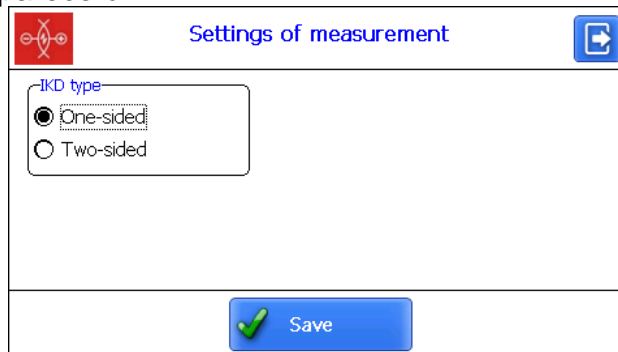 Settings of measurement
IKD type
One-sided
Two-sided
Save